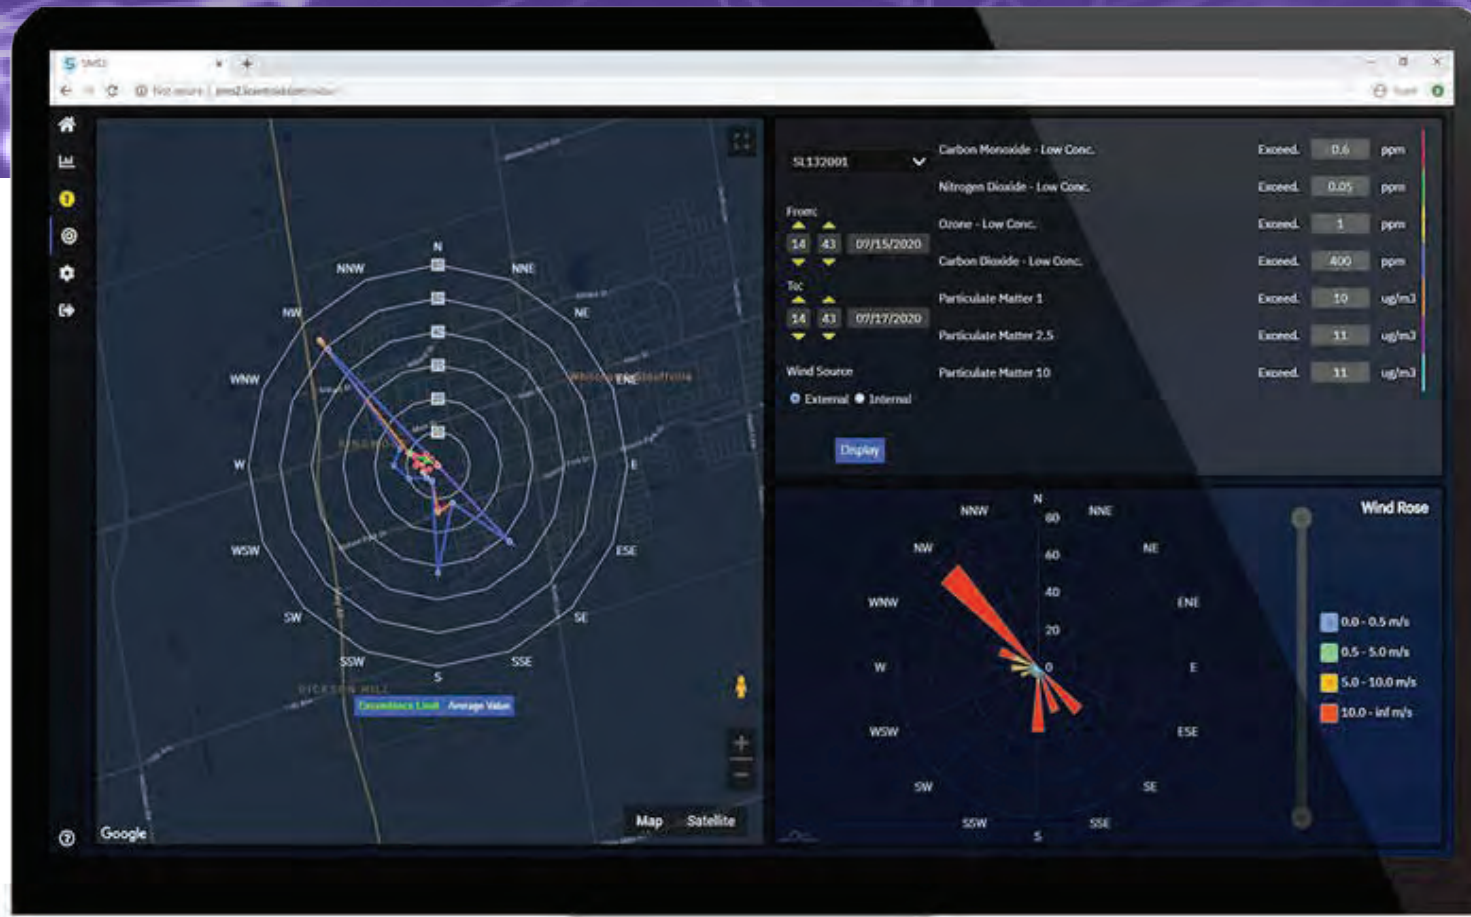 Not secure
SL132001
From:
14 43 07/15/2020
To:
14 43 07/17/2020
Wind Source
External Internal
Display
Carbon Monoxide - Low Conc. Exceed. 0.6 ppm
Nitrogen Dioxide - Low Conc. Exceed. 0.05 ppm
Ozone - Low Conc. Exceed. 1 ppm
Carbon Dioxide - Low Conc. Exceed. 400 ppm
Particulate Matter 1 Exceed. 10 ug/m3
Particulate Matter 2.5 Exceed. 11 ug/m3
Particulate Matter 10 Exceed. 11 ug/m3
N
NNW NNE
NW NE
WNW ENE
W E
WSW ESE
SW SE
SSW SSE
S
DICKSON HILL
Exceedance Limit Average Value
Google
Map Satellite
Wind Rose
N
NNW 60 NNE
NW 60 NE
40
WNW ENE
20
W 0 E
WSW ESE
SW SE
SSW SSE
S
0.0 - 0.5 m/s
0.5 - 5.0 m/s
5.0 - 10.0 m/s
10.0 - inf m/s